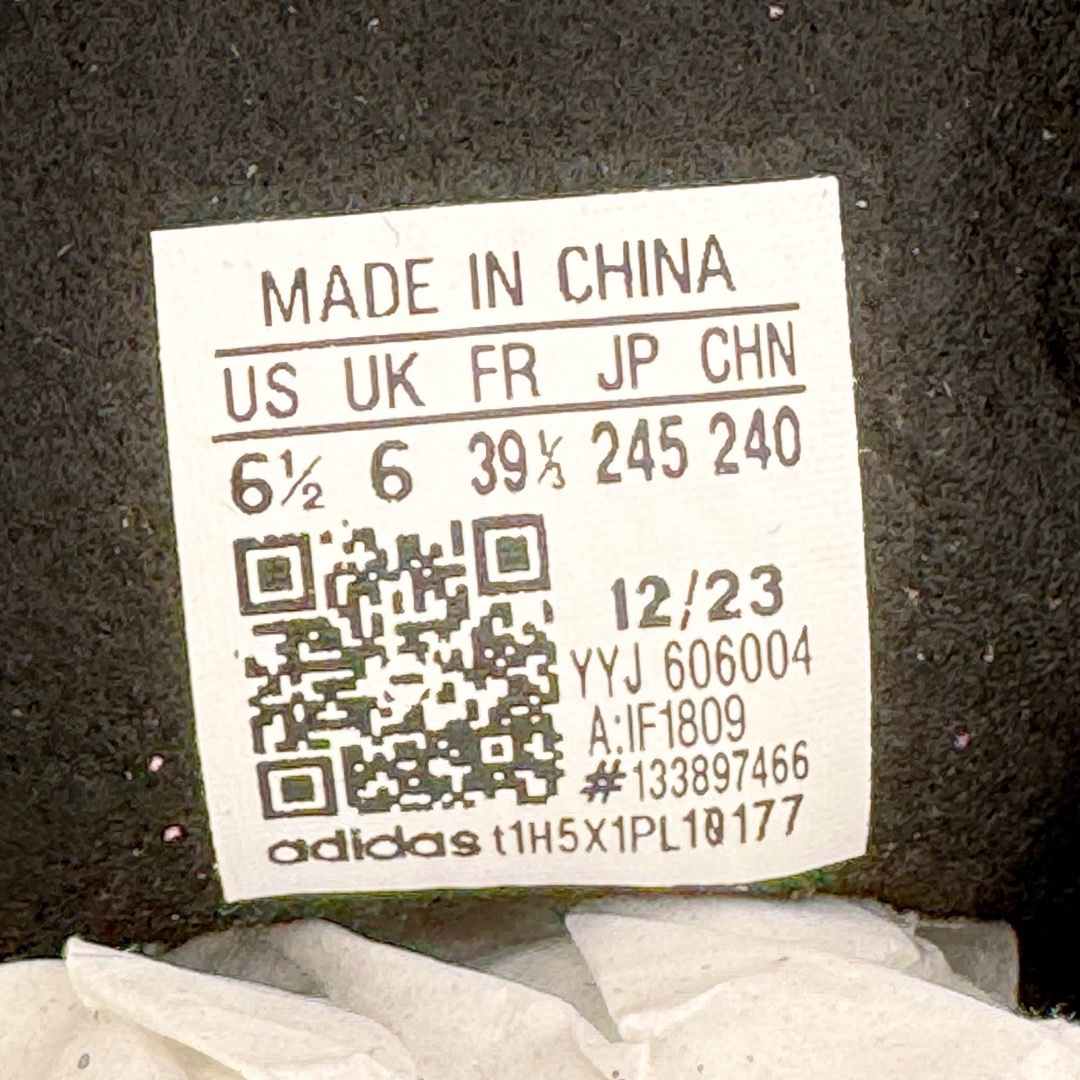 MADE IN CHINA
US UK FR JP CHN
6½ 6 39⅓ 245 240
12/23
YYJ 606004
A:IF1809
#133897466
adidas t1H5X1PL1Q177